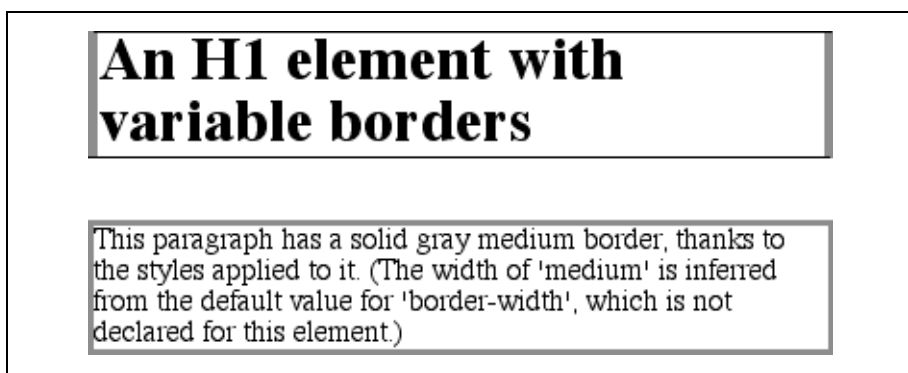 An H1 element with
variable borders
This paragraph has a solid gray medium border, thanks to
the styles applied to it. (The width of 'medium' is inferred
from the default value for 'border-width', which is not
declared for this element.)